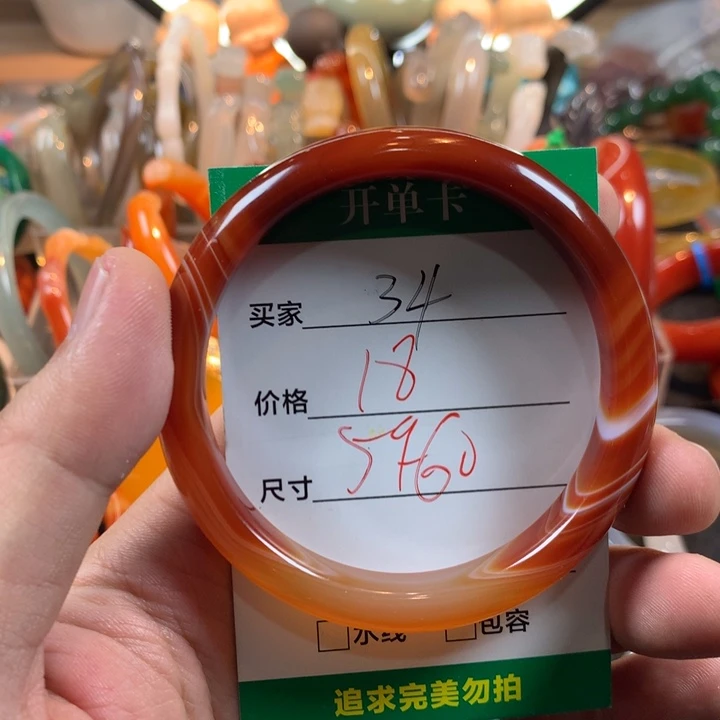 开单卡
买家 34
价格 18
尺寸 5960
水线 包容
追求完美勿拍